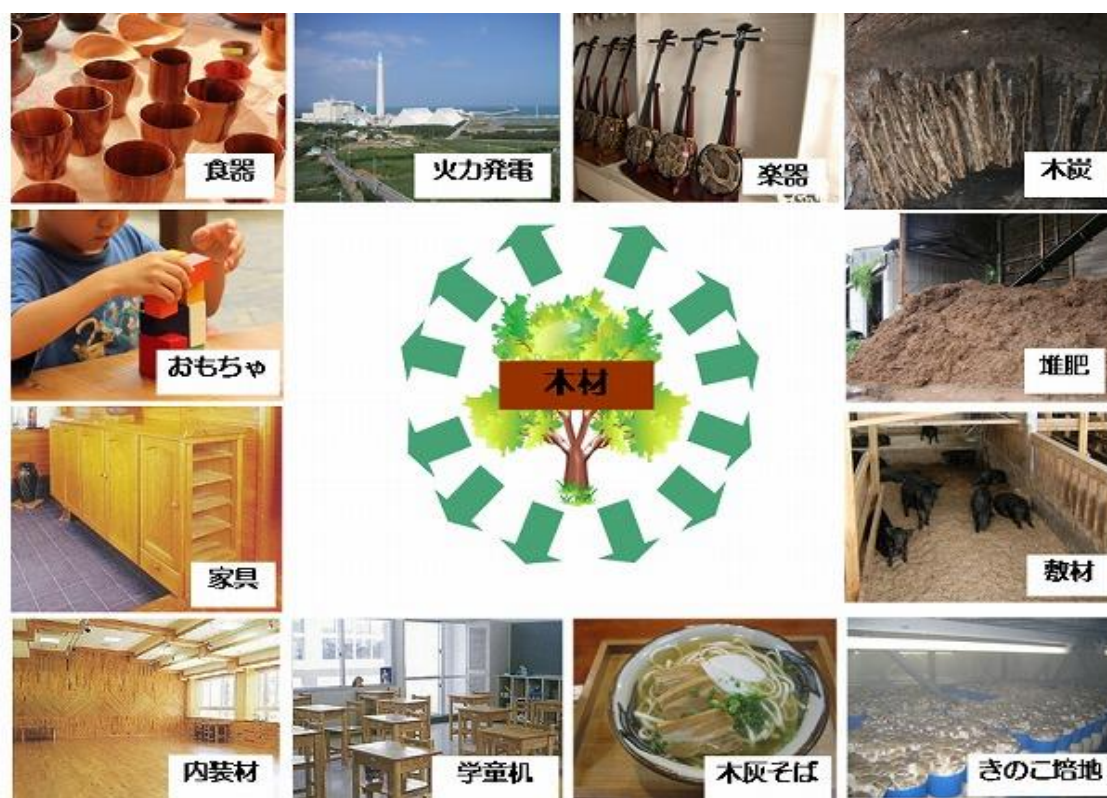 食器
火力発電
楽器
木炭
おもちゃ
木材
堆肥
家具
敷材
内装材
学童机
木灰そば
きのこ培地